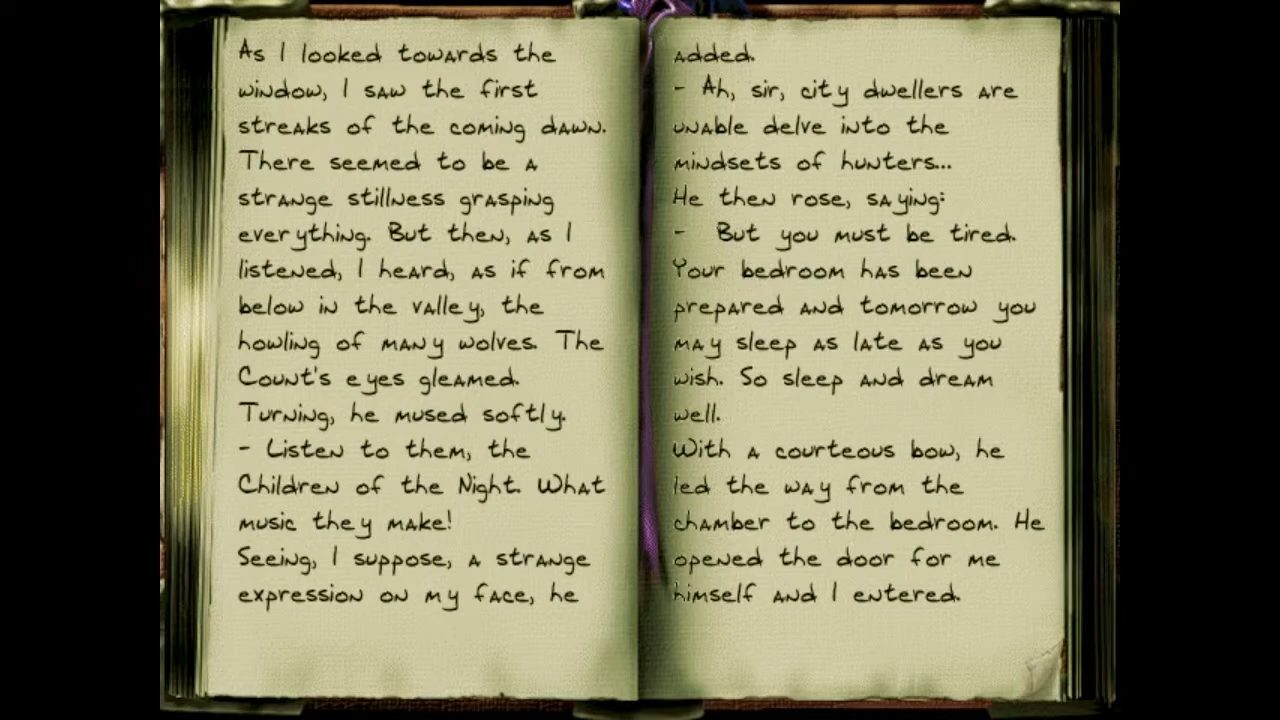 As I looked towards the
window, I saw the first
streaks of the coming dawn.
There seemed to be a
strange stillness grasping
everything. But then, as I
listened, I heard, as if from
below in the valley, the
howling of many wolves. The
Count's eyes gleamed.
Turning, he mused softly.
- Listen to them, the
Children of the Night. What
music they make!
Seeing, I suppose, a strange
expression on my face, he
added.
- Ah, sir, city dwellers are
unable delve into the
mindsets of hunters...
He then rose, saying:
- But you must be tired.
Your bedroom has been
prepared and tomorrow you
may sleep as late as you
wish. So sleep and dream
well.
With a courteous bow, he
led the way from the
chamber to the bedroom. He
opened the door for me
himself and I entered.